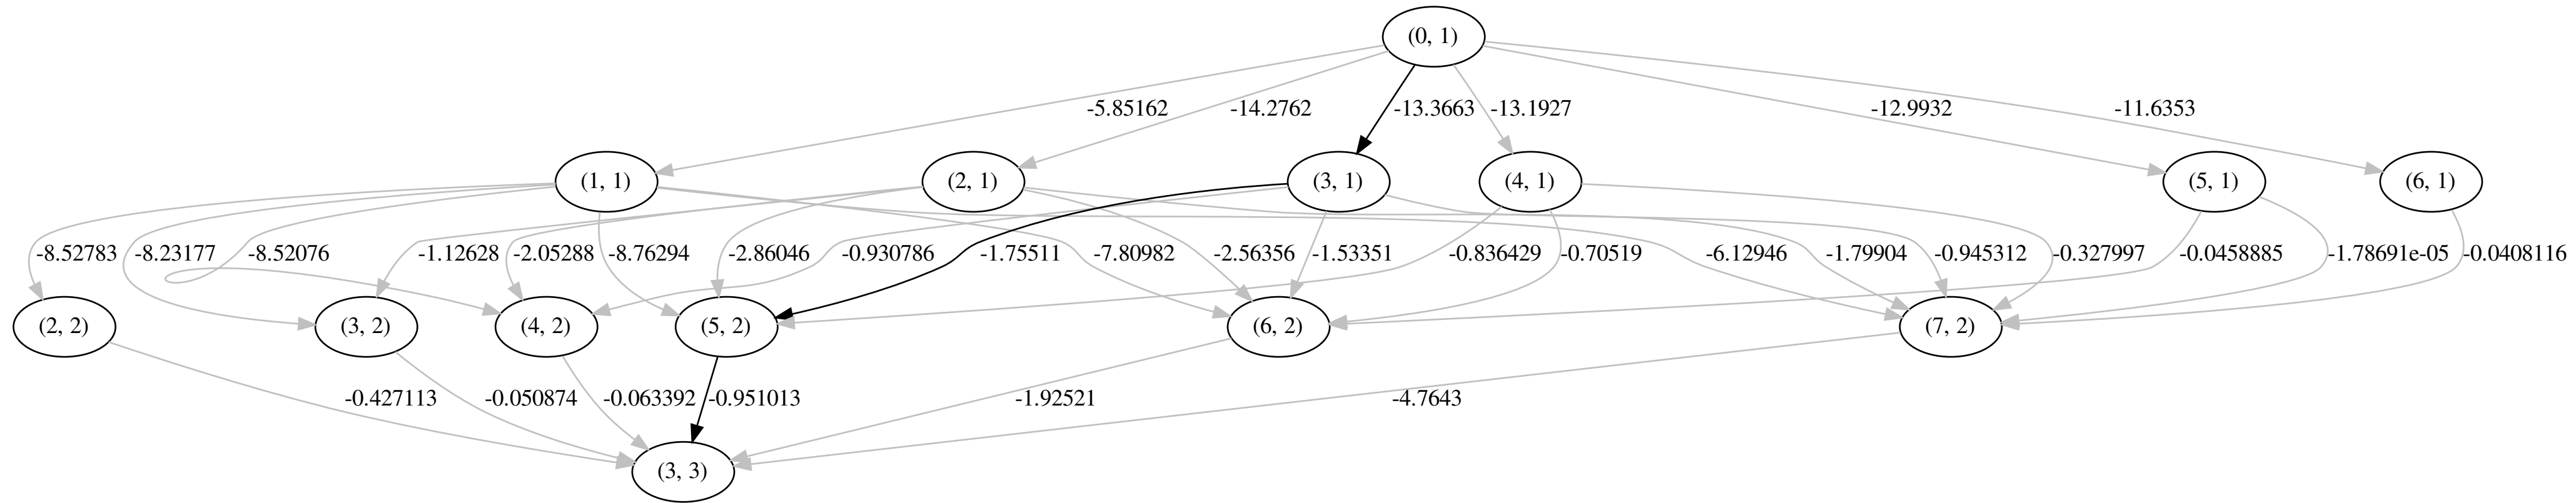 (0, 1)
-5.85162 -14.2762 -13.3663 -13.1927 -12.9932 -11.6353
(1, 1) (2, 1) (3, 1) (4, 1) (5, 1) (6, 1)
-8.52783 -8.23177 -8.52076 -1.12628 -2.05288 -8.76294 -2.86046 -0.930786 -1.75511 -7.80982 -2.56356 -1.53351 -0.836429 -0.70519 -6.12946 -1.79904 -0.945312 -0.327997 -0.0458885 -1.78691e-05 -0.0408116
(2, 2) (3, 2) (4, 2) (5, 2) (6, 2) (7, 2)
-0.427113 -0.050874 -0.063392 -0.951013 -1.92521 -4.7643
(3, 3)